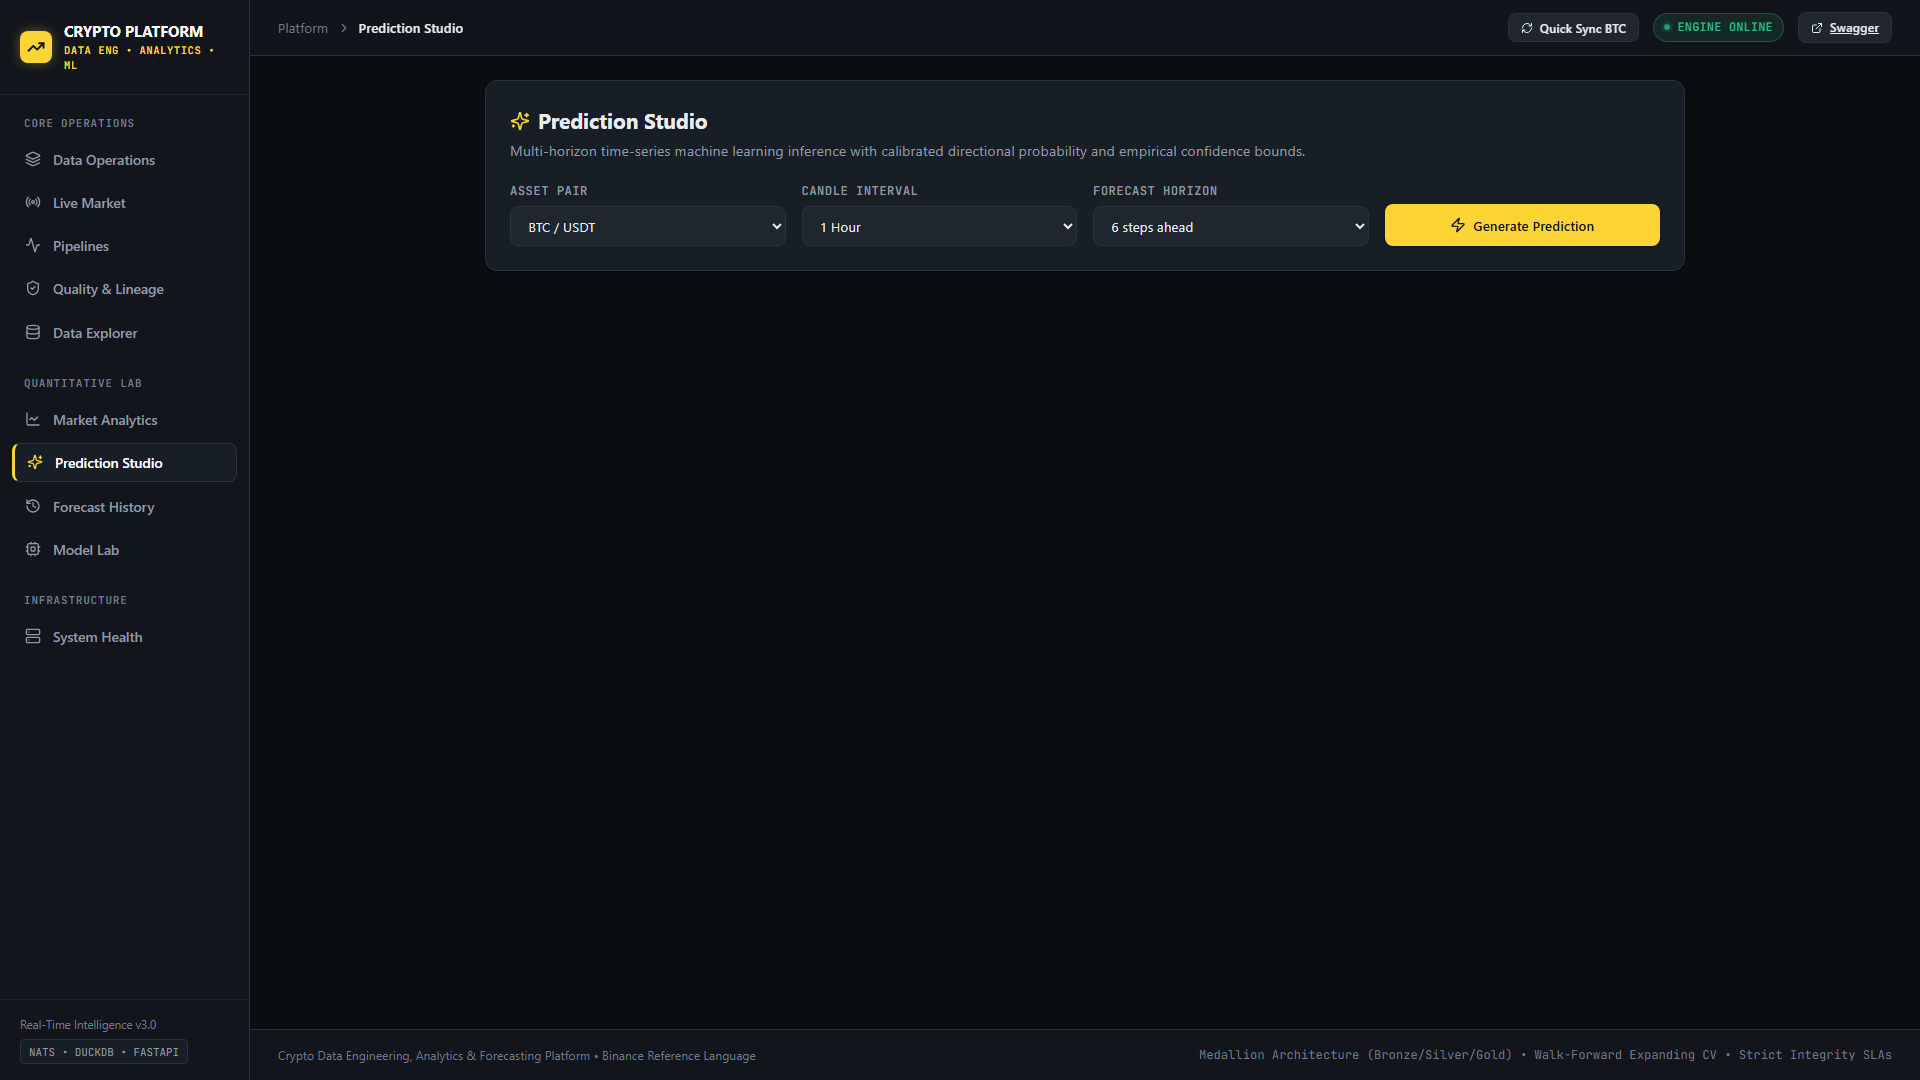 CRYPTO PLATFORM
DATA ENG • ANALYTICS •
ML
CORE OPERATIONS
Data Operations
Live Market
Pipelines
Quality & Lineage
Data Explorer
QUANTITATIVE LAB
Market Analytics
Prediction Studio
Forecast History
Model Lab
INFRASTRUCTURE
System Health
Real-Time Intelligence v3.0
NATS • DUCKDB • FASTAPI
Platform > Prediction Studio
Quick Sync BTC
ENGINE ONLINE
Swagger
Prediction Studio
Multi-horizon time-series machine learning inference with calibrated directional probability and empirical confidence bounds.
ASSET PAIR
BTC / USDT
CANDLE INTERVAL
1 Hour
FORECAST HORIZON
6 steps ahead
Generate Prediction
Crypto Data Engineering, Analytics & Forecasting Platform • Binance Reference Language
Medallion Architecture (Bronze/Silver/Gold) • Walk-Forward Expanding CV • Strict Integrity SLAs